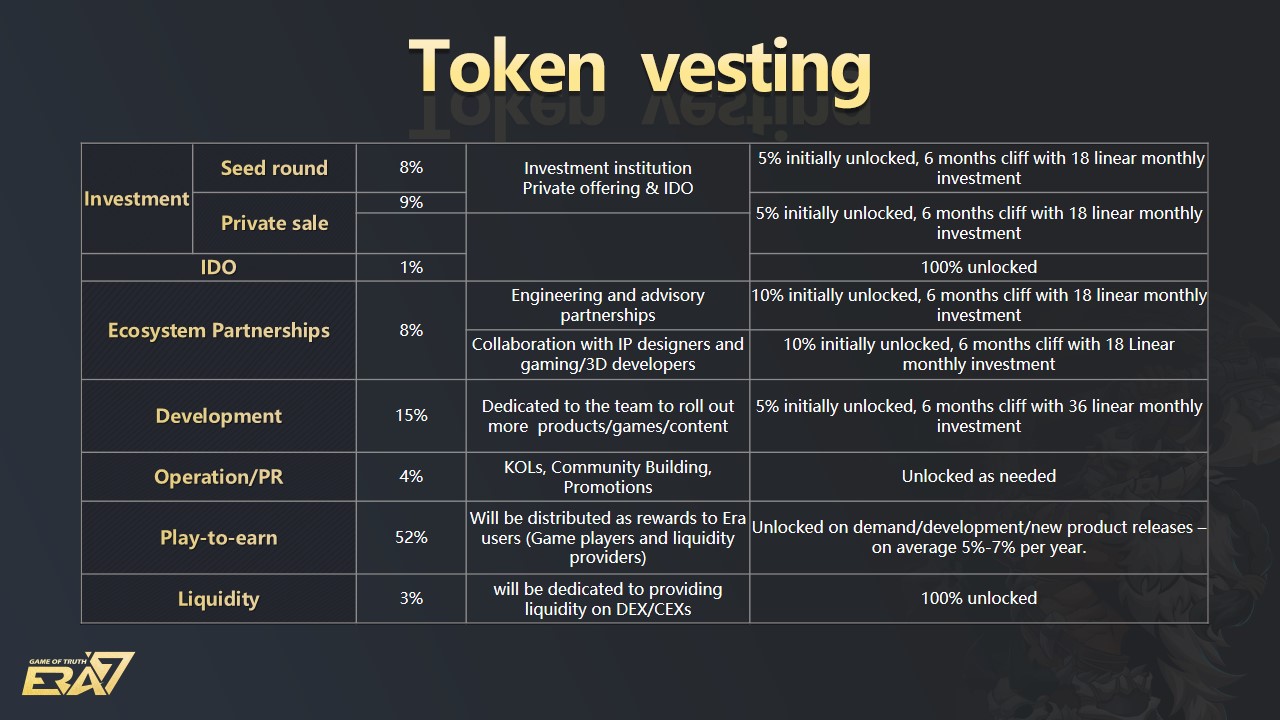 Token vesting
Investment
Seed round
8%
Investment institution
Private offering & IDO
5% initially unlocked, 6 months cliff with 18 linear monthly
investment
Private sale
9%
5% initially unlocked, 6 months cliff with 18 linear monthly
investment
IDO
1%
100% unlocked
Ecosystem Partnerships
8%
Engineering and advisory
partnerships
10% initially unlocked, 6 months cliff with 18 linear monthly
investment
Collaboration with IP designers and
gaming/3D developers
10% initially unlocked, 6 months cliff with 18 Linear
monthly investment
Development
15%
Dedicated to the team to roll out
more products/games/content
5% initially unlocked, 6 months cliff with 36 linear monthly
investment
Operation/PR
4%
KOLs, Community Building,
Promotions
Unlocked as needed
Play-to-earn
52%
Will be distributed as rewards to Era
users (Game players and liquidity
providers)
Unlocked on demand/development/new product releases –
on average 5%-7% per year.
Liquidity
3%
will be dedicated to providing
liquidity on DEX/CEXs
100% unlocked
GAME OF TRUTH
ERA7